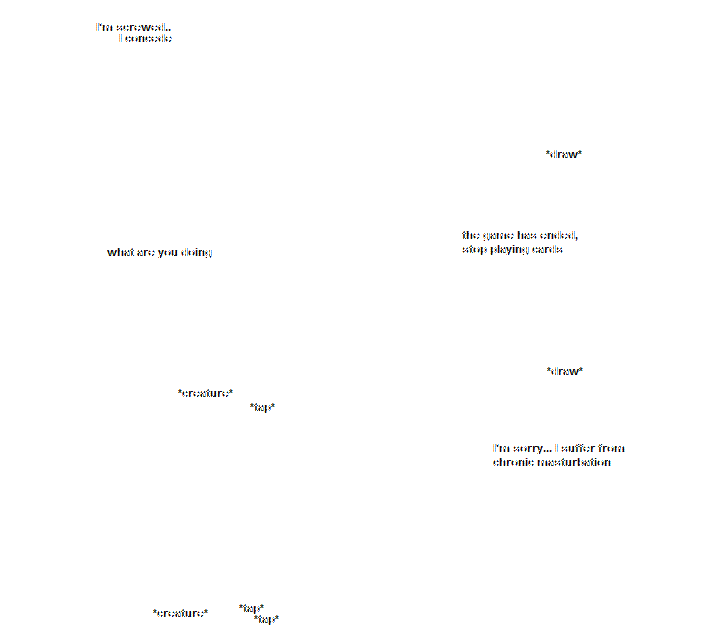 I'm screwed..
I concede
*draw*
what are you doing
the game has ended,
stop playing cards
*creature*
*tap*
*draw*
I'm sorry... I suffer from
chronic masturbation
*creature*
*tap*
*tap*